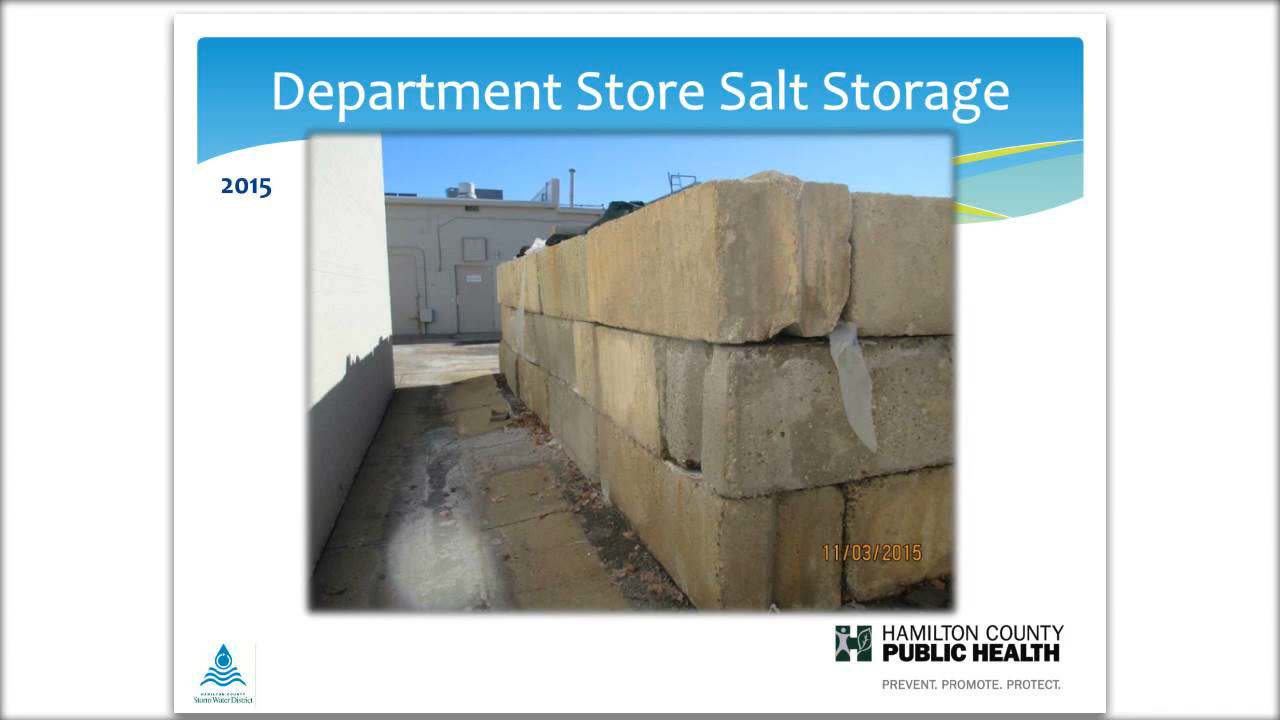 Department Store Salt Storage
2015
11/03/2015
HAMILTON COUNTY
PUBLIC HEALTH
PREVENT. PROMOTE. PROTECT.
HAMILTON COUNTY
Storm Water District